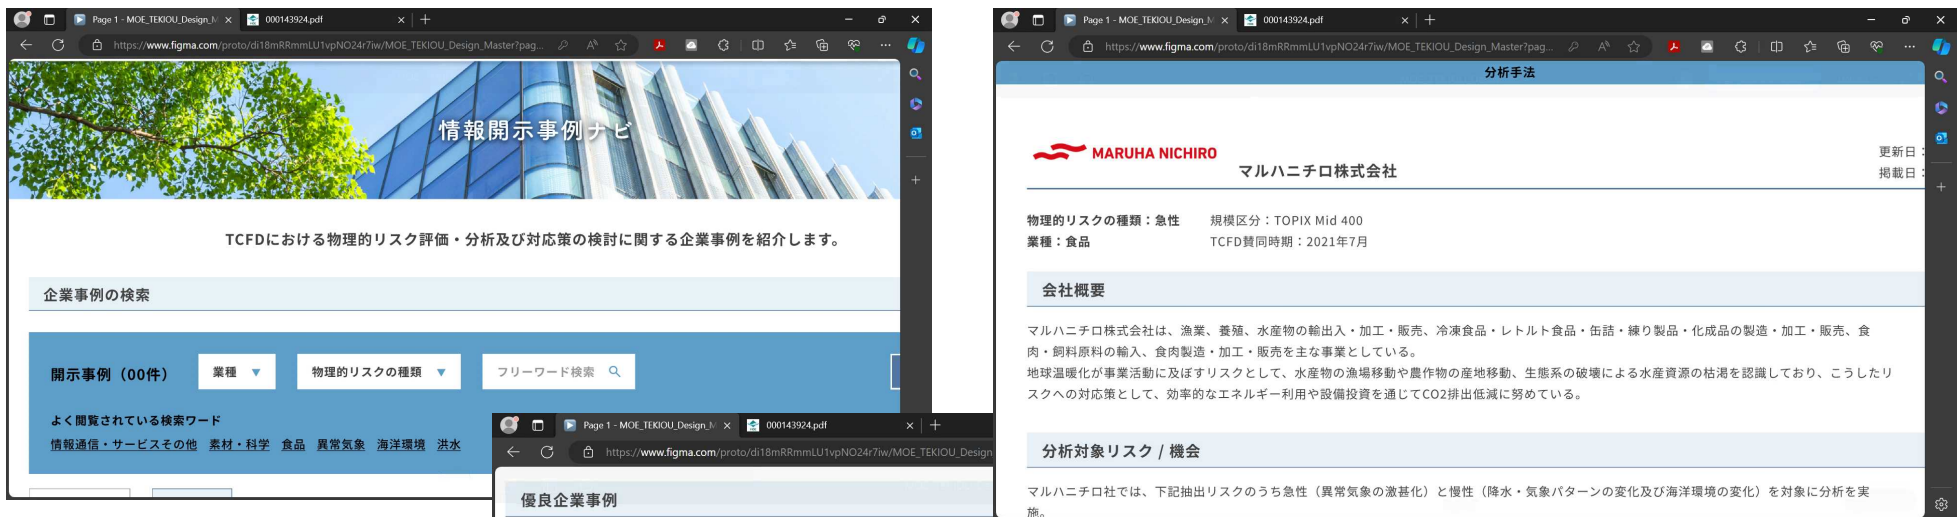 Page 1 - MOE_TEKIOU_Design_M
000143924.pdf
https://www.figma.com/proto/di18mRRmmLU1vpNO24r7iw/MOE_TEKIOU_Design_Master?pag...
情報開示事例ナビ
TCFDにおける物理的リスク評価・分析及び対応策の検討に関する企業事例を紹介します。
企業事例の検索
開示事例（00件）
業種 ▼
物理的リスクの種類 ▼
フリーワード検索
よく閲覧されている検索ワード
情報通信・サービスその他 素材・科学 食品 異常気象 海洋環境 洪水
Page 1 - MOE_TEKIOU_Design_M
000143924.pdf
https://www.figma.com/proto/di18mRRmmLU1vpNO24r7iw/MOE_TEKIOU_Design
優良企業事例
Page 1 - MOE_TEKIOU_Design_M
000143924.pdf
https://www.figma.com/proto/di18mRRmmLU1vpNO24r7iw/MOE_TEKIOU_Design_Master?pag...
分析手法
MARUHA NICHIRO
マルハニチロ株式会社
更新日：
掲載日：
物理的リスクの種類：急性 規模区分：TOPIX Mid 400
業種：食品 TCFD賛同時期：2021年7月
会社概要
マルハニチロ株式会社は、漁業、養殖、水産物の輸出入・加工・販売、冷凍食品・レトルト食品・缶詰・練り製品・化成品の製造・加工・販売、食
肉・飼料原料の輸入、食肉製造・加工・販売を主な事業としている。
地球温暖化が事業活動に及ぼすリスクとして、水産物の漁場移動や農作物の産地移動、生態系の破壊による水産資源の枯渇を認識しており、こうしたリ
スクへの対応策として、効率的なエネルギー利用や設備投資を通じてCO2排出低減に努めている。
分析対象リスク / 機会
マルハニチロ社では、下記抽出リスクのうち急性（異常気象の激甚化）と慢性（降水・気象パターンの変化及び海洋環境の変化）を対象に分析を実
施。